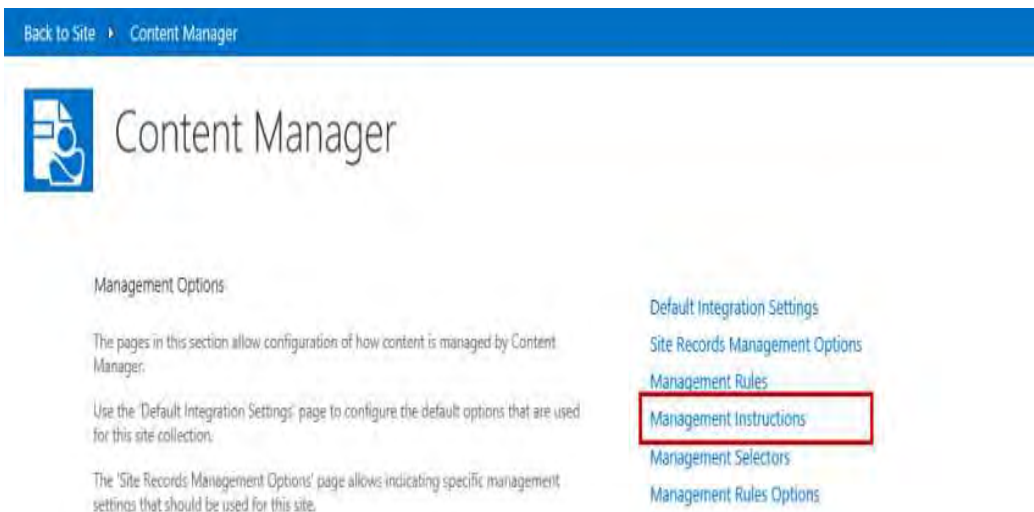 Back to Site ▸ Content Manager
Content Manager
Management Options
The pages in this section allow configuration of how content is managed by Content
Manager.
Use the 'Default Integration Settings' page to configure the default options that are used
for this site collection.
The 'Site Records Management Options' page allows indicating specific management
settings that should be used for this site.
Default Integration Settings
Site Records Management Options
Management Rules
Management Instructions
Management Selectors
Management Rules Options